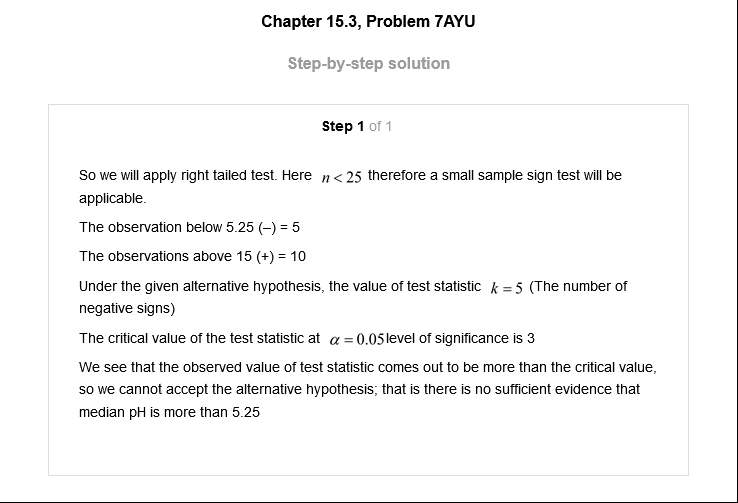 Chapter 15.3, Problem 7AYU
Step-by-step solution
Step 1 of 1
So we will apply right tailed test. Here n < 25 therefore a small sample sign test will be
applicable.
The observation below 5.25 (–) = 5
The observations above 15 (+) = 10
Under the given alternative hypothesis, the value of test statistic k = 5 (The number of
negative signs)
The critical value of the test statistic at α = 0.05 level of significance is 3
We see that the observed value of test statistic comes out to be more than the critical value,
so we cannot accept the alternative hypothesis; that is there is no sufficient evidence that
median pH is more than 5.25